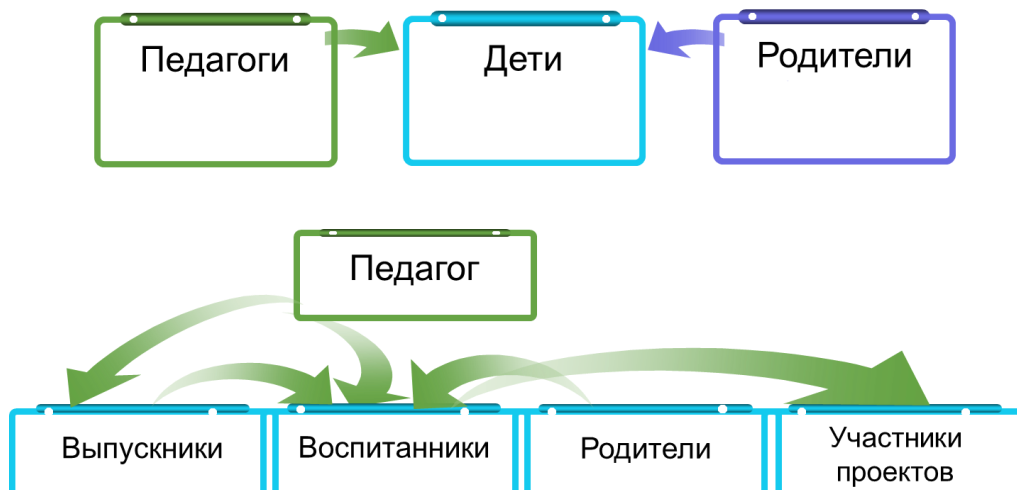 Педагоги
Дети
Родители
Педагог
Выпускники
Воспитанники
Родители
Участники
проектов